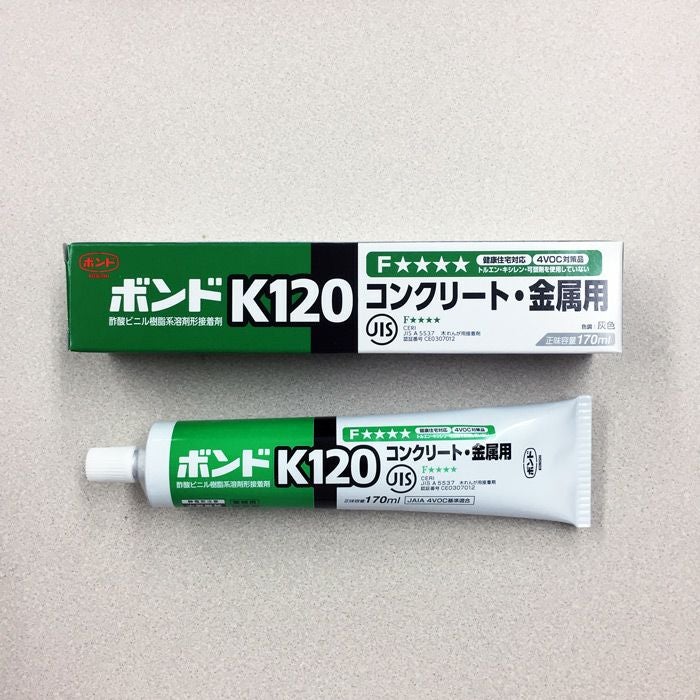 ボンド
ボンド K120
酢酸ビニル樹脂系溶剤形接着剤
F★★★★ 健康住宅対応 4VOC対策品
トルエン・キシレン・可塑剤を使用していない
コンクリート・金属用
JIS
F★★★★
CERI
JIS A 5537 木れんが用接着剤
認証番号 CE0307012
色調:灰色
正味容量170ml
ボンド K120
酢酸ビニル樹脂系溶剤形接着剤
F★★★★ 健康住宅対応 4VOC対策品
コンクリート・金属用
JIS
F★★★★
CERI
JIS A 5537 木れんが用接着剤
認証番号 CE0307012
正味容量170ml JAIA 4VOC基準適合
ボンド